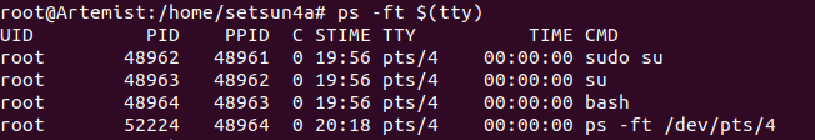 root@Artemist:/home/setsun4a# ps -ft $(tty)
UID          PID    PPID  C STIME TTY          TIME CMD
root       48962   48961  0 19:56 pts/4    00:00:00 sudo su
root       48963   48962  0 19:56 pts/4    00:00:00 su
root       48964   48963  0 19:56 pts/4    00:00:00 bash
root       52224   48964  0 20:18 pts/4    00:00:00 ps -ft /dev/pts/4